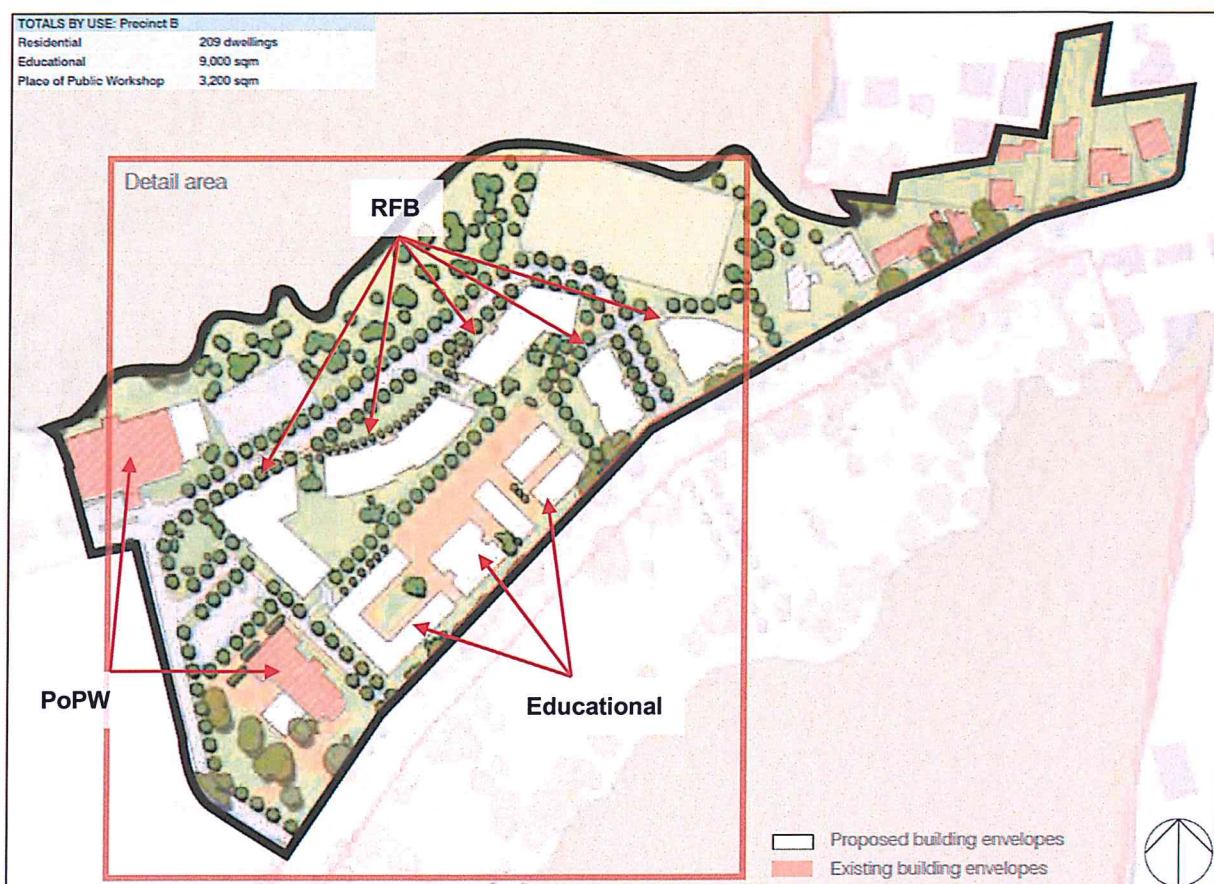 TOTALS BY USE: Precinct B
Residential 209 dwellings
Educational 9,000 sqm
Place of Public Workshop 3,200 sqm
Detail area
RFB
PoPW
Educational
Proposed building envelopes
Existing building envelopes